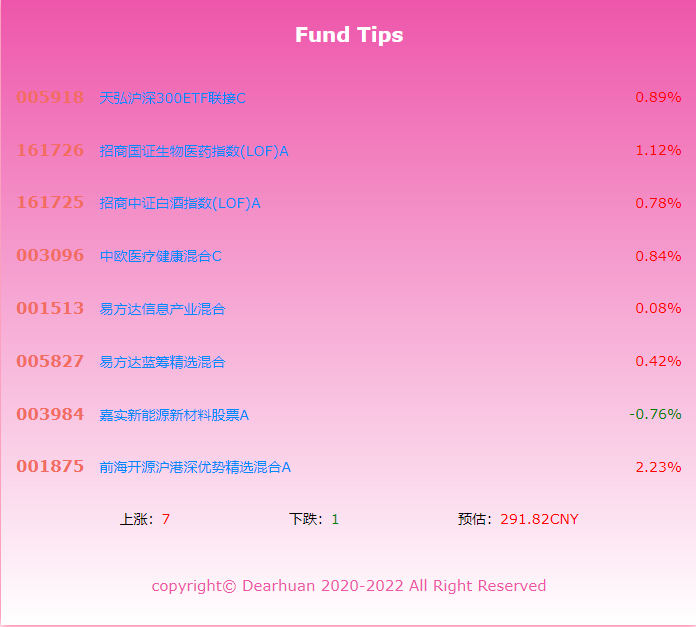 Fund Tips
005918 天弘沪深300ETF联接C 0.89%
161726 招商国证生物医药指数(LOF)A 1.12%
161725 招商中证白酒指数(LOF)A 0.78%
003096 中欧医疗健康混合C 0.84%
001513 易方达信息产业混合 0.08%
005827 易方达蓝筹精选混合 0.42%
003984 嘉实新能源新材料股票A -0.76%
001875 前海开源沪港深优势精选混合A 2.23%
上涨：7 下跌：1 预估：291.82CNY
copyright© Dearhuan 2020-2022 All Right Reserved